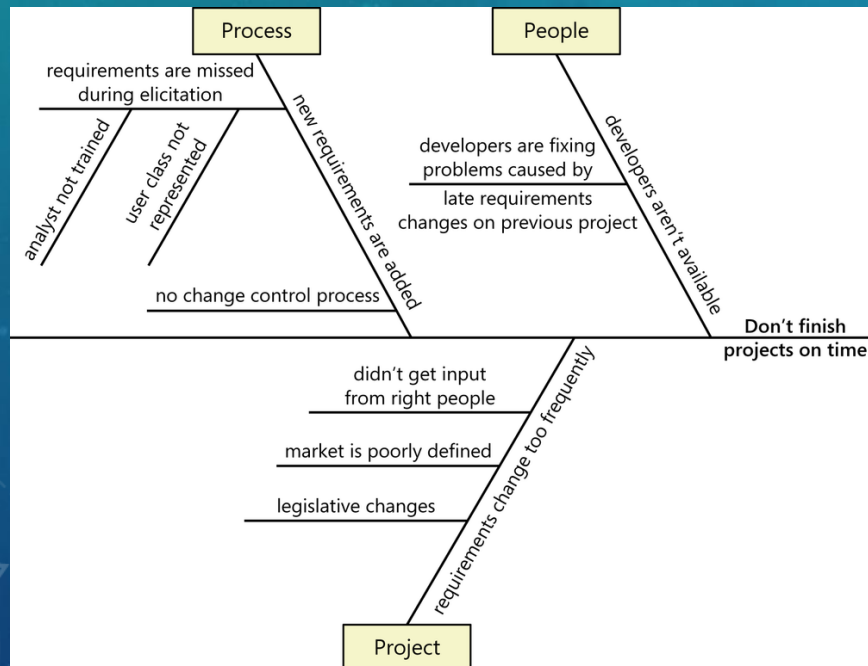 Process
People
requirements are missed
during elicitation
analyst not trained
user class not
represented
new requirements are added
no change control process
developers are fixing
problems caused by
late requirements
changes on previous project
developers aren't available
Don't finish
projects on time
didn't get input
from right people
market is poorly defined
legislative changes
requirements change too frequently
Project